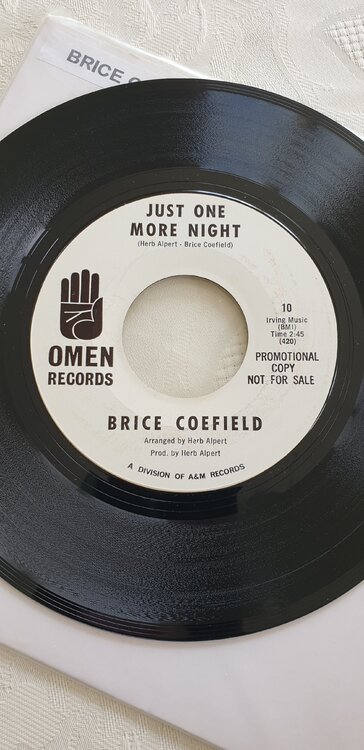 BRICE
JUST ONE
MORE NIGHT
(Herb Alpert - Brice Coefield)
10
Irving Music
(BMI)
Time 2:45
(420)
OMEN
RECORDS
PROMOTIONAL
COPY
NOT FOR SALE
BRICE COEFIELD
Arranged by Herb Alpert
Prod. by Herb Alpert
A DIVISION OF A&M RECORDS